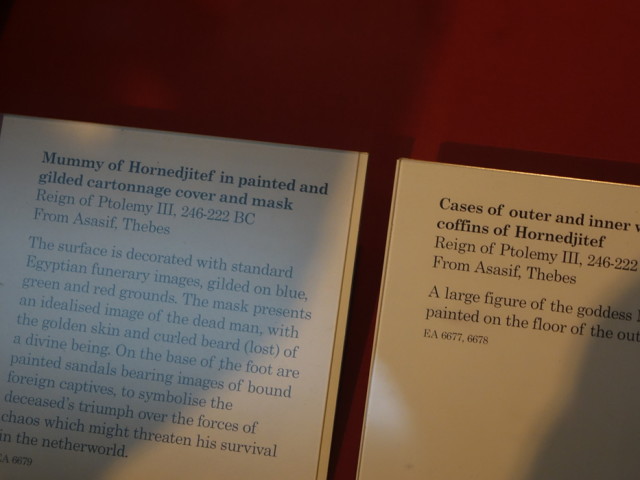 Mummy of Hornedjitef in painted and
gilded cartonnage cover and mask
Reign of Ptolemy III, 246-222 BC
From Asasif, Thebes
The surface is decorated with standard
Egyptian funerary images, gilded on blue,
green and red grounds. The mask presents
an idealised image of the dead man, with
the golden skin and curled beard (lost) of
a divine being. On the base of the foot are
painted sandals bearing images of bound
foreign captives, to symbolise the
deceased's triumph over the forces of
chaos which might threaten his survival
in the netherworld.
EA 6679
Cases of outer and inner
coffins of Hornedjitef
Reign of Ptolemy III, 246-222
From Asasif, Thebes
A large figure of the goddess
painted on the floor of the
EA 6677, 6678